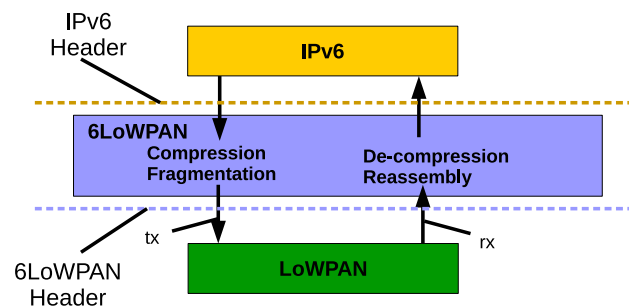 IPv6
Header
IPv6
6LoWPAN
Compression
Fragmentation
De-compression
Reassembly
tx
rx
6LoWPAN
Header
LoWPAN